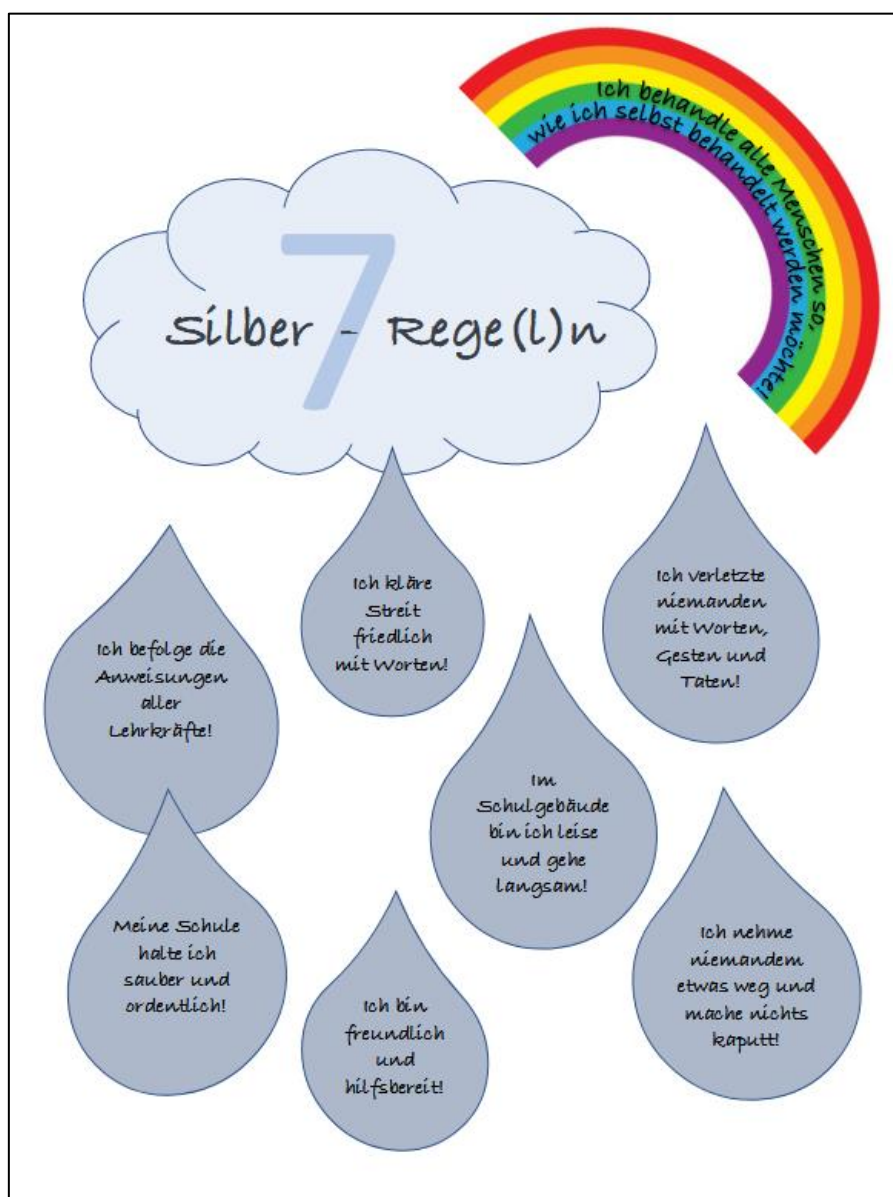 Ich behandle alle Menschen so,
wie ich selbst behandelt werden möchte!
7
Silber - Rege(l)n
Ich kläre
Streit
friedlich
mit Worten!
Ich verletzte
niemanden
mit Worten,
Gesten und
Taten!
Ich befolge die
Anweisungen
aller
Lehrkräfte!
Im
Schulgebäude
bin ich leise
und gehe
langsam!
Meine Schule
halte ich
sauber und
ordentlich!
Ich bin
freundlich
und
hilfsbereit!
Ich nehme
niemandem
etwas weg und
mache nichts
kaputt!